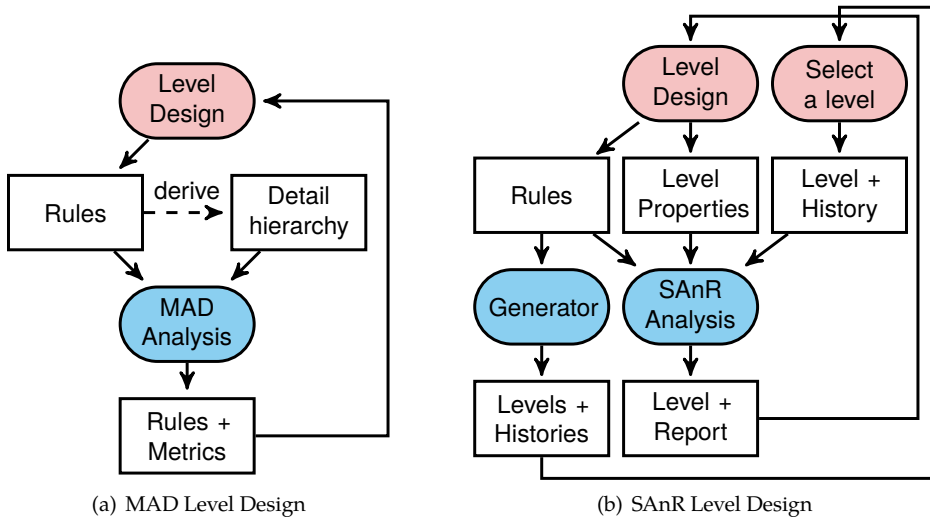 Level
Design
Rules
derive
Detail
hierarchy
MAD
Analysis
Rules +
Metrics
(a) MAD Level Design
Level
Design
Select
a level
Rules
Level
Properties
Level +
History
Generator
SAnR
Analysis
Levels +
Histories
Level +
Report
(b) SAnR Level Design